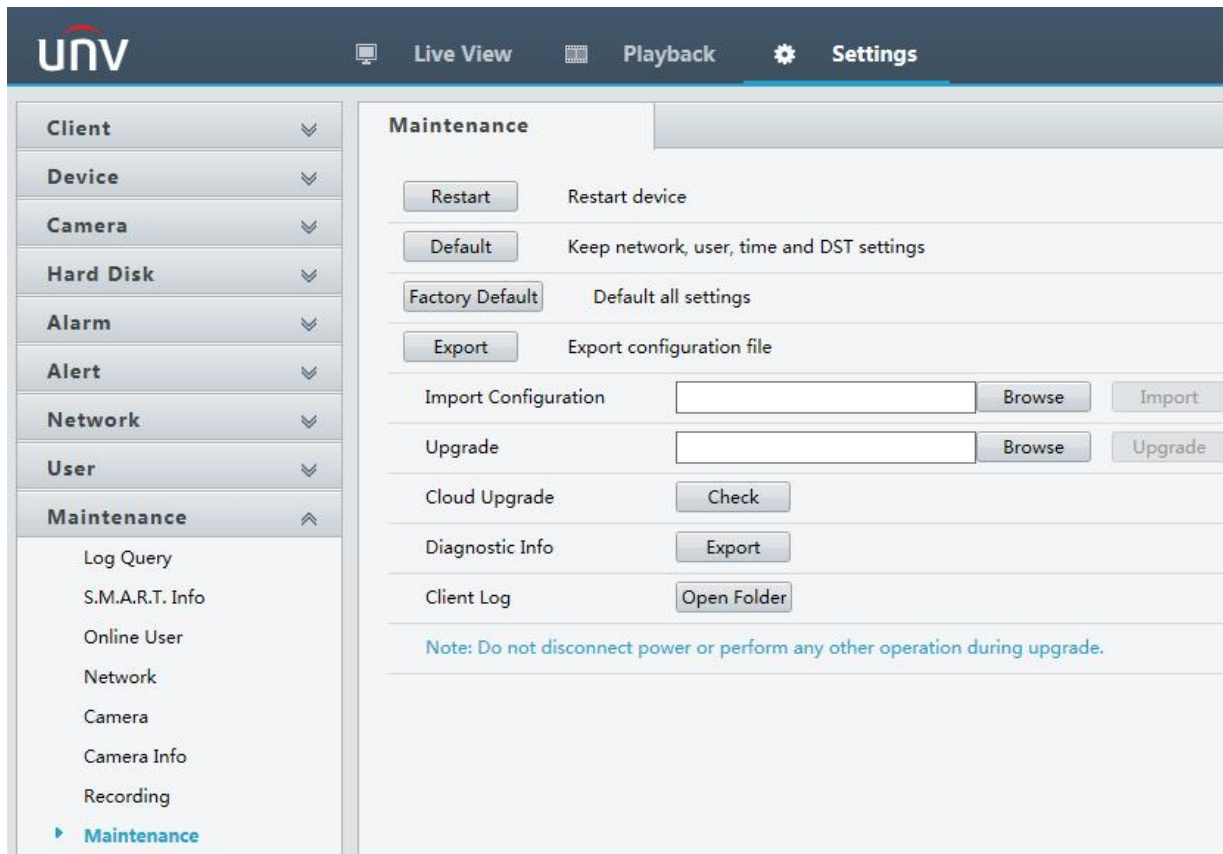 unv
Live View Playback Settings
Client
Device
Camera
Hard Disk
Alarm
Alert
Network
User
Maintenance
Log Query
S.M.A.R.T. Info
Online User
Network
Camera
Camera Info
Recording
Maintenance
Maintenance
Restart Restart device
Default Keep network, user, time and DST settings
Factory Default Default all settings
Export Export configuration file
Import Configuration Browse Import
Upgrade Browse Upgrade
Cloud Upgrade Check
Diagnostic Info Export
Client Log Open Folder
Note: Do not disconnect power or perform any other operation during upgrade.